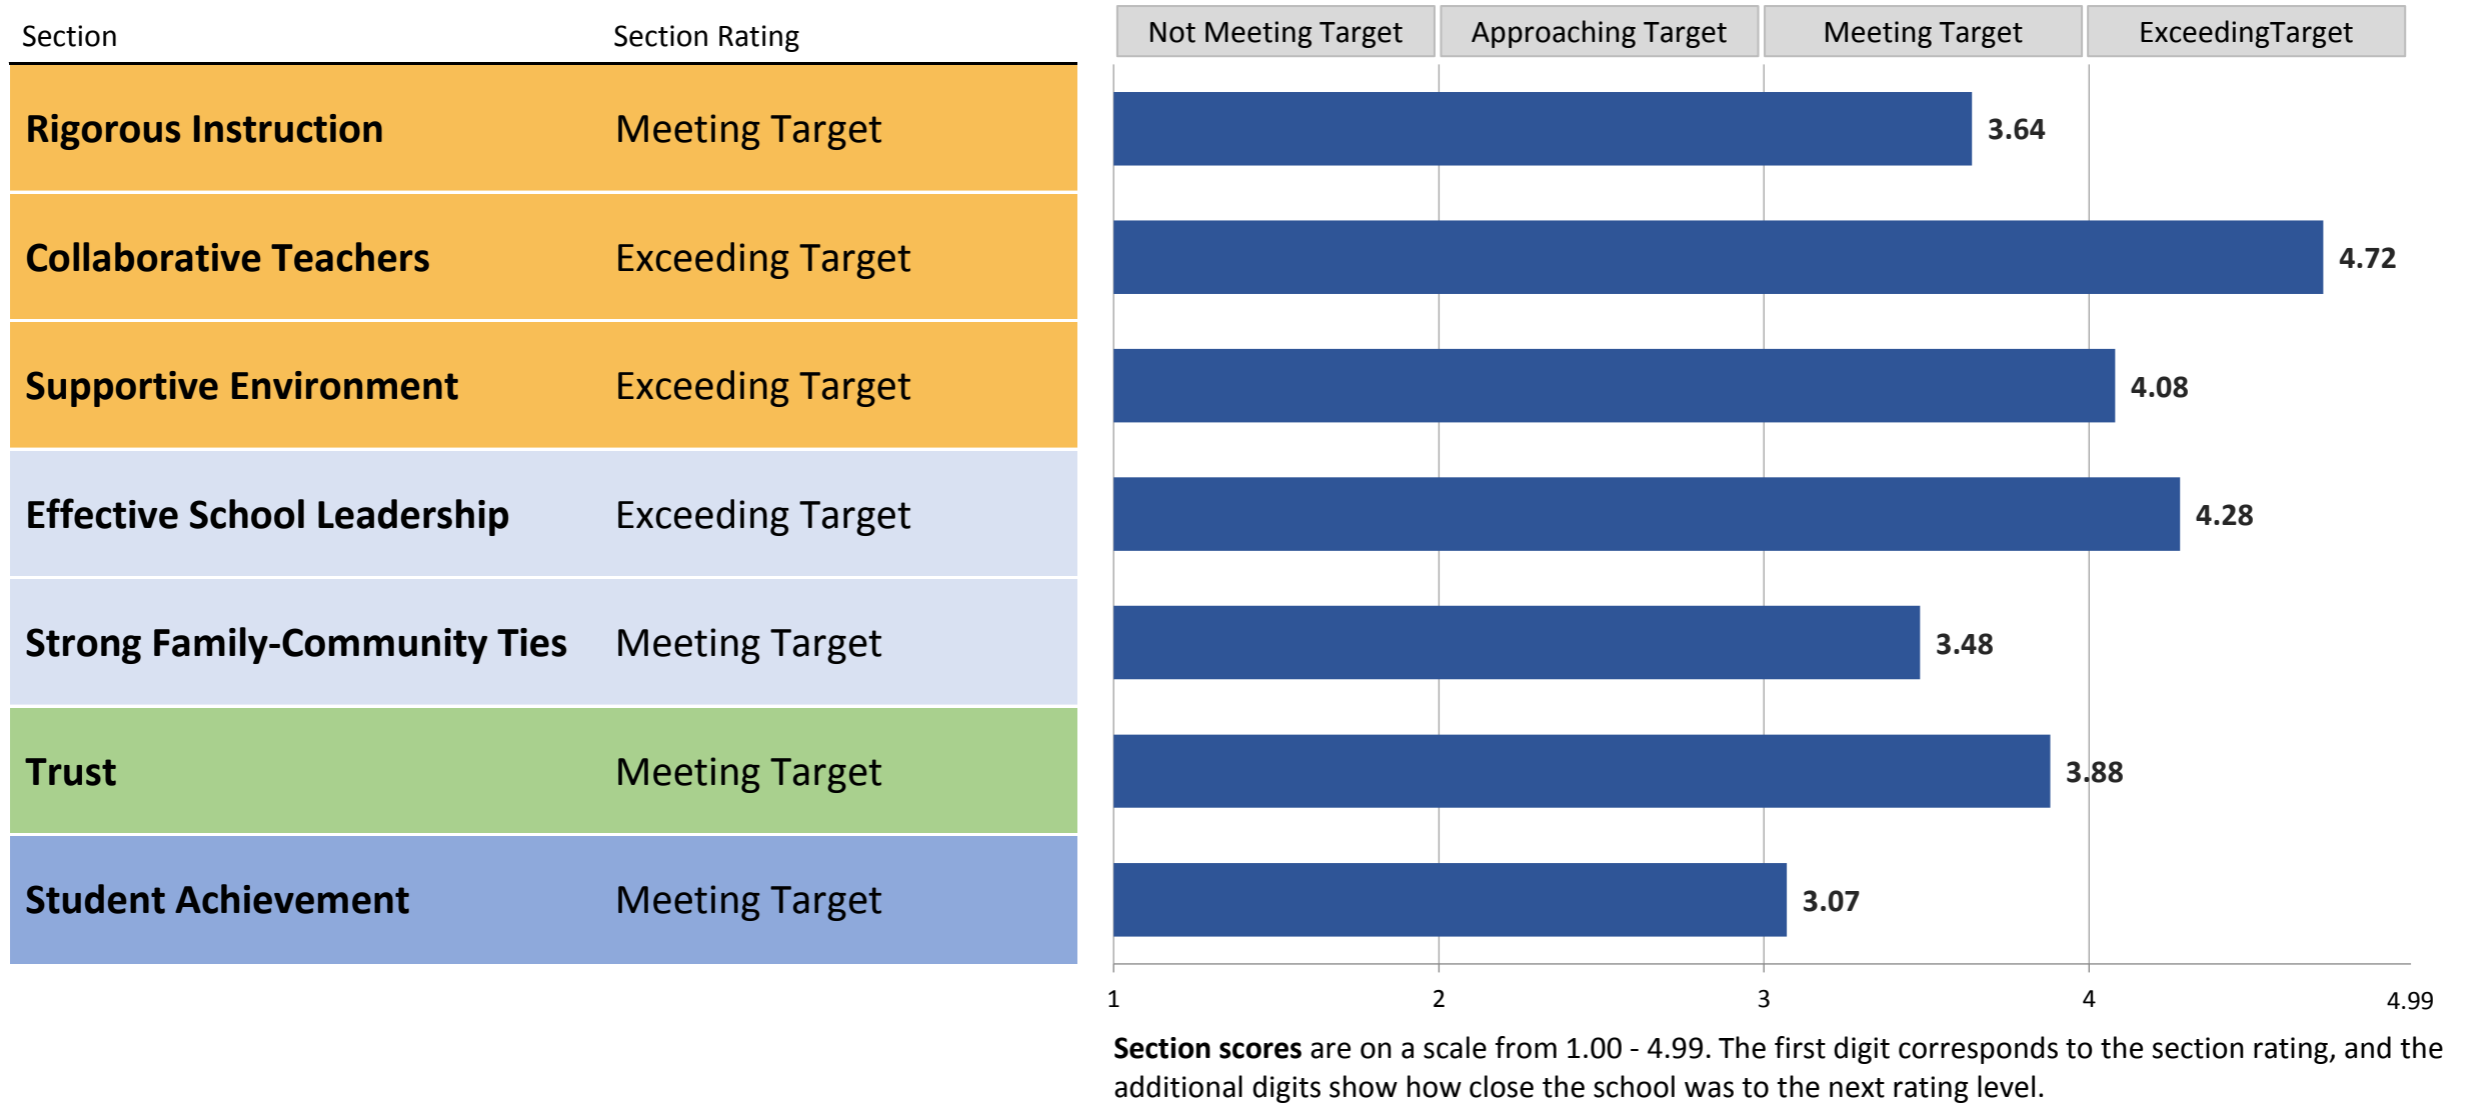 Section Section Rating Not Meeting Target Approaching Target Meeting Target ExceedingTarget
Rigorous Instruction Meeting Target 3.64
Collaborative Teachers Exceeding Target 4.72
Supportive Environment Exceeding Target 4.08
Effective School Leadership Exceeding Target 4.28
Strong Family-Community Ties Meeting Target 3.48
Trust Meeting Target 3.88
Student Achievement Meeting Target 3.07
1 2 3 4 4.99
Section scores are on a scale from 1.00 - 4.99. The first digit corresponds to the section rating, and the
additional digits show how close the school was to the next rating level.